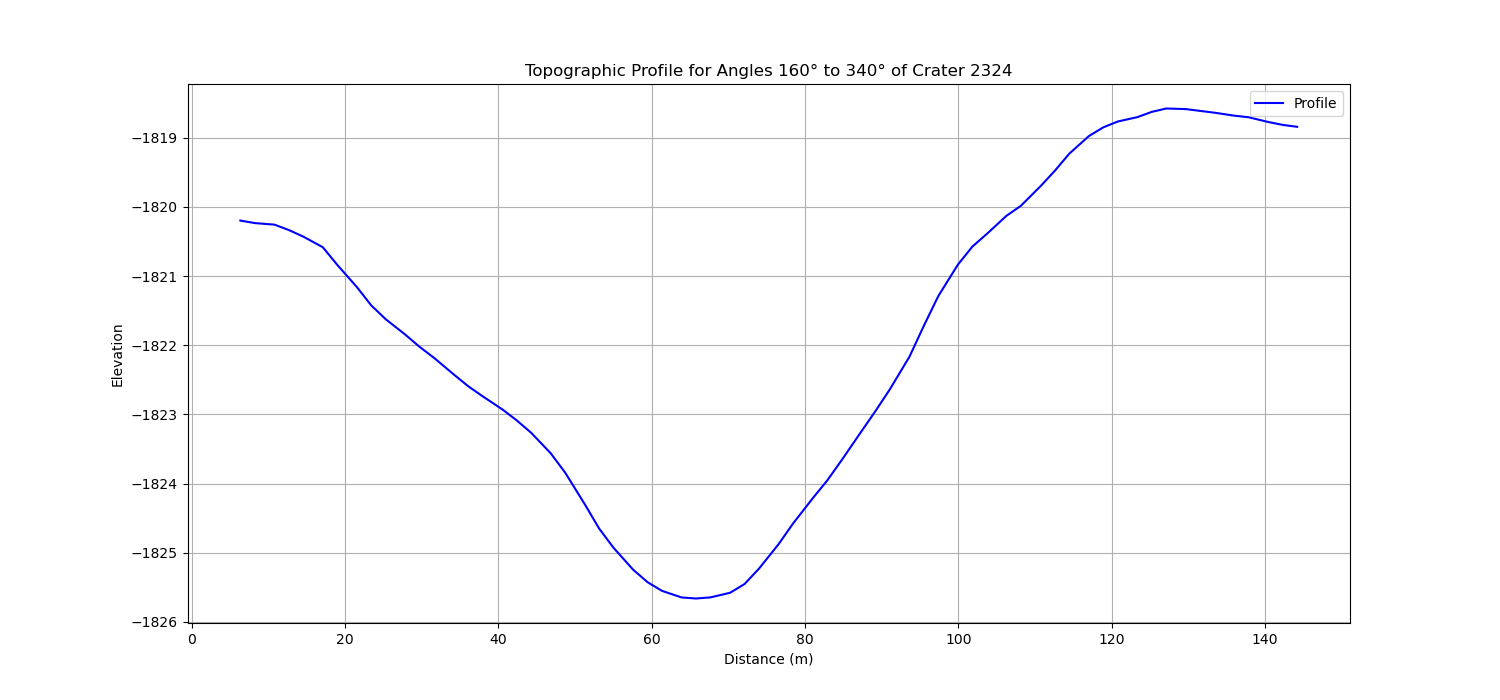 Topographic Profile for Angles 160° to 340° of Crater 2324
Profile
−1819
−1820
−1821
−1822
−1823
−1824
−1825
−1826
Elevation
0 20 40 60 80 100 120 140
Distance (m)